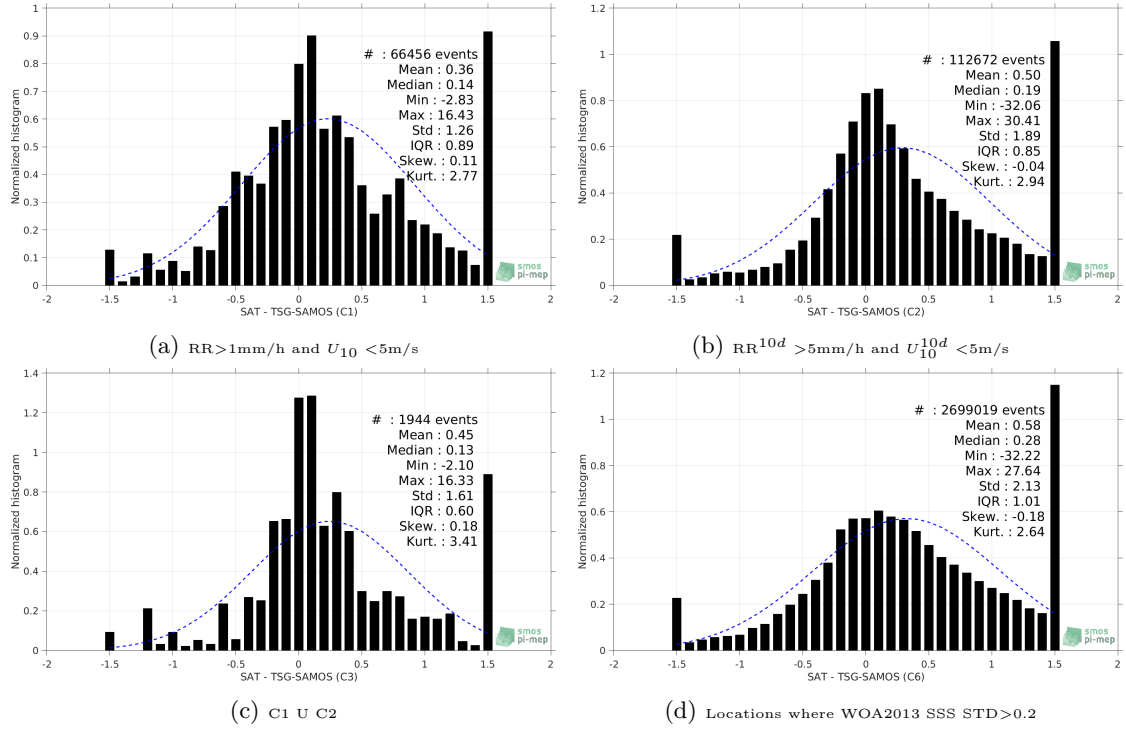 1
0.9
0.8
0.7
0.6
0.5
0.4
0.3
0.2
0.1
0
Normalized histogram
# : 66456 events
Mean : 0.36
Median : 0.14
Min : -2.83
Max : 16.43
Std : 1.26
IQR : 0.89
Skew. : 0.11
Kurt. : 2.77
smos
pi-mep
-2 -1.5 -1 -0.5 0 0.5 1 1.5 2
SAT - TSG-SAMOS (C1)
(a) RR>1mm/h and U10 <5m/s
1.2
1
0.8
0.6
0.4
0.2
0
Normalized histogram
# : 112672 events
Mean : 0.50
Median : 0.19
Min : -32.06
Max : 30.41
Std : 1.89
IQR : 0.85
Skew. : -0.04
Kurt. : 2.94
smos
pi-mep
-2 -1.5 -1 -0.5 0 0.5 1 1.5 2
SAT - TSG-SAMOS (C2)
(b) RR10d >5mm/h and U10d10 <5m/s
1.4
1.2
1
0.8
0.6
0.4
0.2
0
Normalized histogram
# : 1944 events
Mean : 0.45
Median : 0.13
Min : -2.10
Max : 16.33
Std : 1.61
IQR : 0.60
Skew. : 0.18
Kurt. : 3.41
smos
pi-mep
-2 -1.5 -1 -0.5 0 0.5 1 1.5 2
SAT - TSG-SAMOS (C3)
(c) C1 U C2
1.2
1
0.8
0.6
0.4
0.2
0
Normalized histogram
# : 2699019 events
Mean : 0.58
Median : 0.28
Min : -32.22
Max : 27.64
Std : 2.13
IQR : 1.01
Skew. : -0.18
Kurt. : 2.64
smos
pi-mep
-2 -1.5 -1 -0.5 0 0.5 1 1.5 2
SAT - TSG-SAMOS (C6)
(d) Locations where WOA2013 SSS STD>0.2